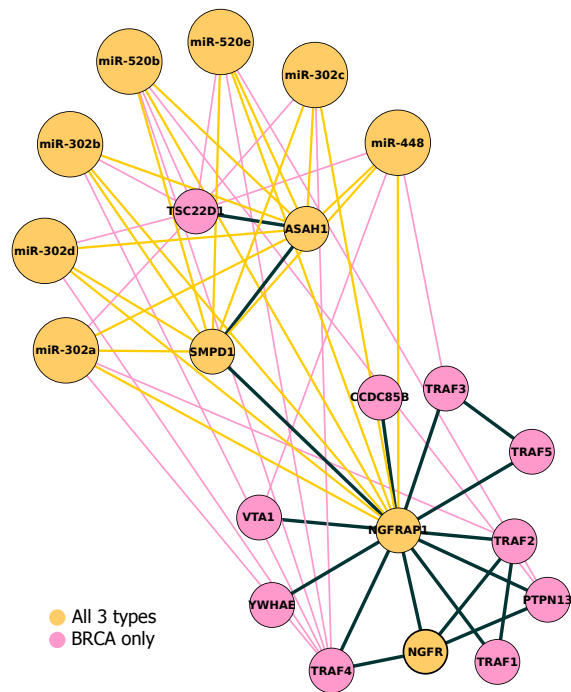 miR-520e
miR-520b
miR-302c
miR-302b
miR-448
TSC22D1
ASAH1
miR-302d
miR-302a
SMPD1
TRAF3
CCDC85B
TRAF5
VTA1
NGFRAP1
TRAF2
PTPN13
YWHAE
All 3 types
BRCA only
NGFR
TRAF1
TRAF4